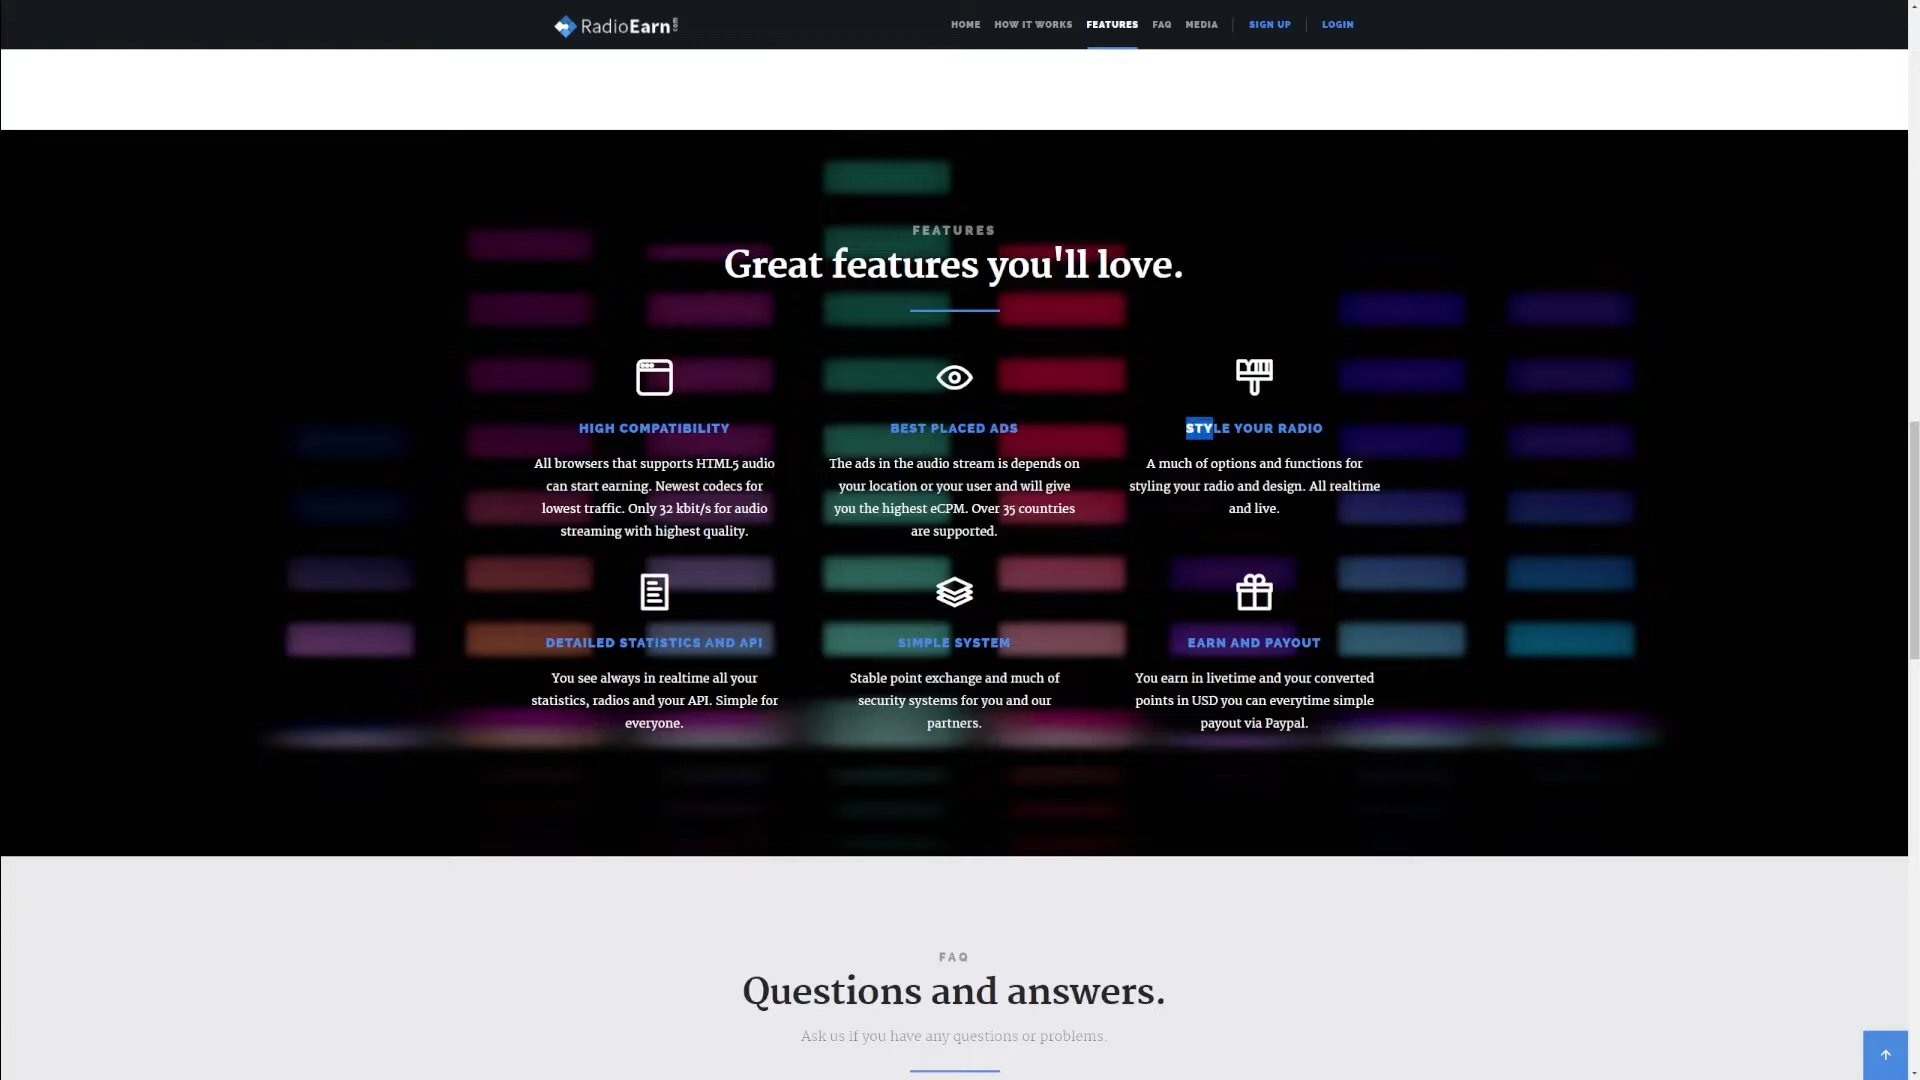 RadioEarn.com
HOME HOW IT WORKS FEATURES FAQ MEDIA SIGN UP LOGIN
FEATURES
Great features you'll love.
HIGH COMPATIBILITY
All browsers that supports HTML5 audio
can start earning. Newest codecs for
lowest traffic. Only 32 kbit/s for audio
streaming with highest quality.
BEST PLACED ADS
The ads in the audio stream is depends on
your location or your user and will give
you the highest eCPM. Over 35 countries
are supported.
STYLE YOUR RADIO
A much of options and functions for
styling your radio and design. All realtime
and live.
DETAILED STATISTICS AND API
You see always in realtime all your
statistics, radios and your API. Simple for
everyone.
SIMPLE SYSTEM
Stable point exchange and much of
security systems for you and our
partners.
EARN AND PAYOUT
You earn in livetime and your converted
points in USD you can everytime simple
payout via Paypal.
FAQ
Questions and answers.
Ask us if you have any questions or problems.